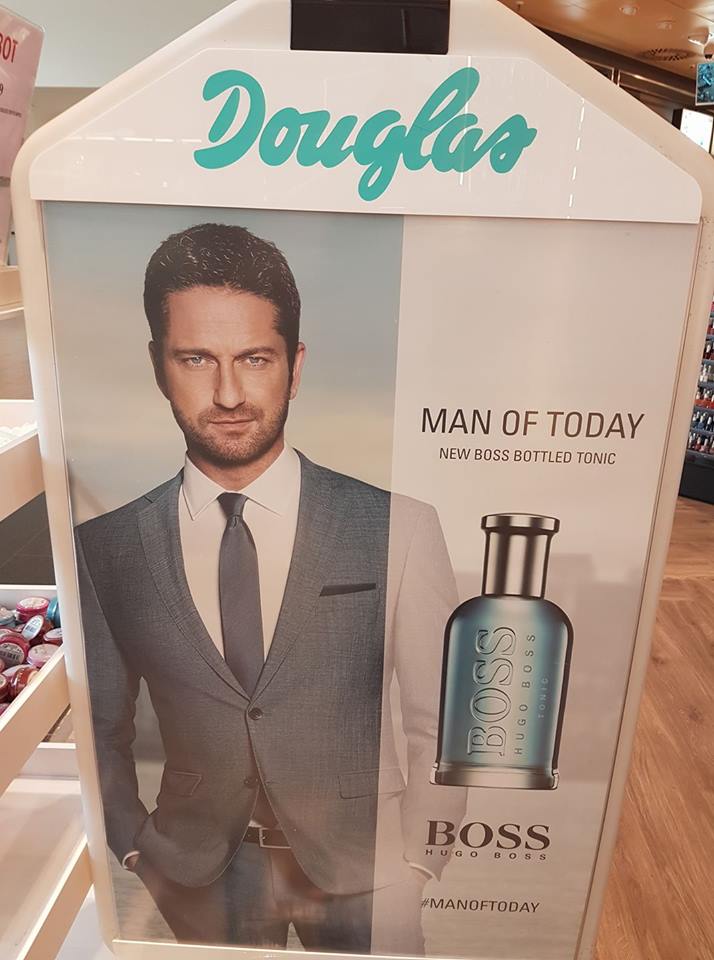 Douglas
MAN OF TODAY
NEW BOSS BOTTLED TONIC
BOSS
HUGO BOSS
TONIC
BOSS
HUGO BOSS
#MANOFTODAY